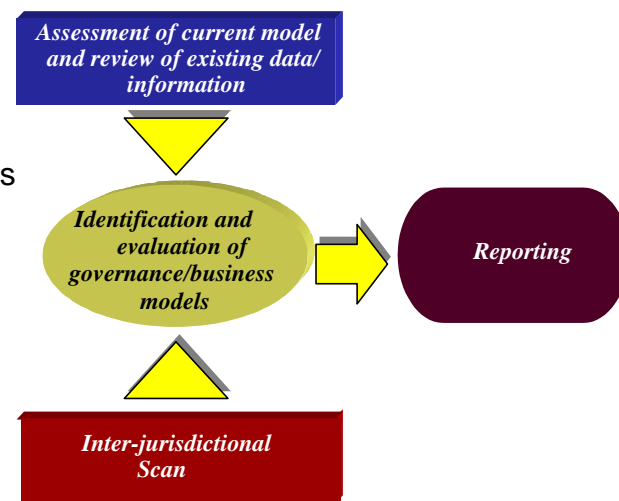 Assessment of current model
and review of existing data/
information
s
Identification and
evaluation of
governance/business
models
Reporting
Inter-jurisdictional
Scan